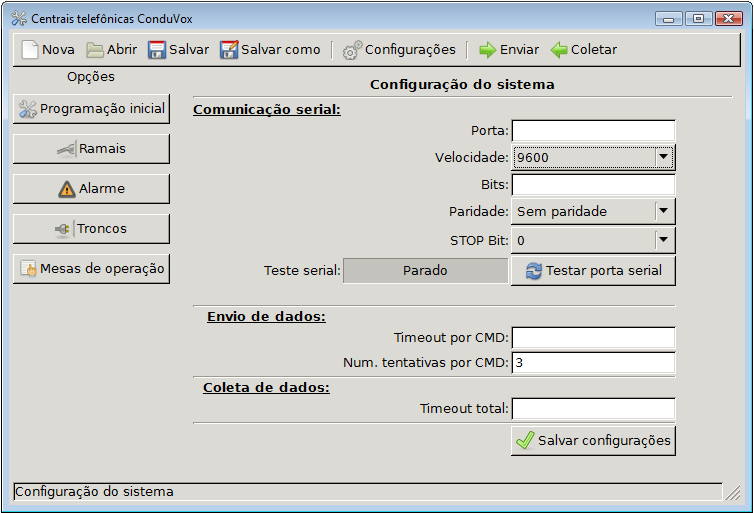 Centrais telefônicas ConduVox
Nova Abrir Salvar Salvar como Configurações Enviar Coletar
Opções
Programação inicial
Ramais
Alarme
Troncos
Mesas de operação
Configuração do sistema
Comunicação serial:
Porta:
Velocidade: 9600
Bits:
Paridade: Sem paridade
STOP Bit: 0
Teste serial: Parado Testar porta serial
Envio de dados:
Timeout por CMD:
Num. tentativas por CMD: 3
Coleta de dados:
Timeout total:
Salvar configurações
Configuração do sistema